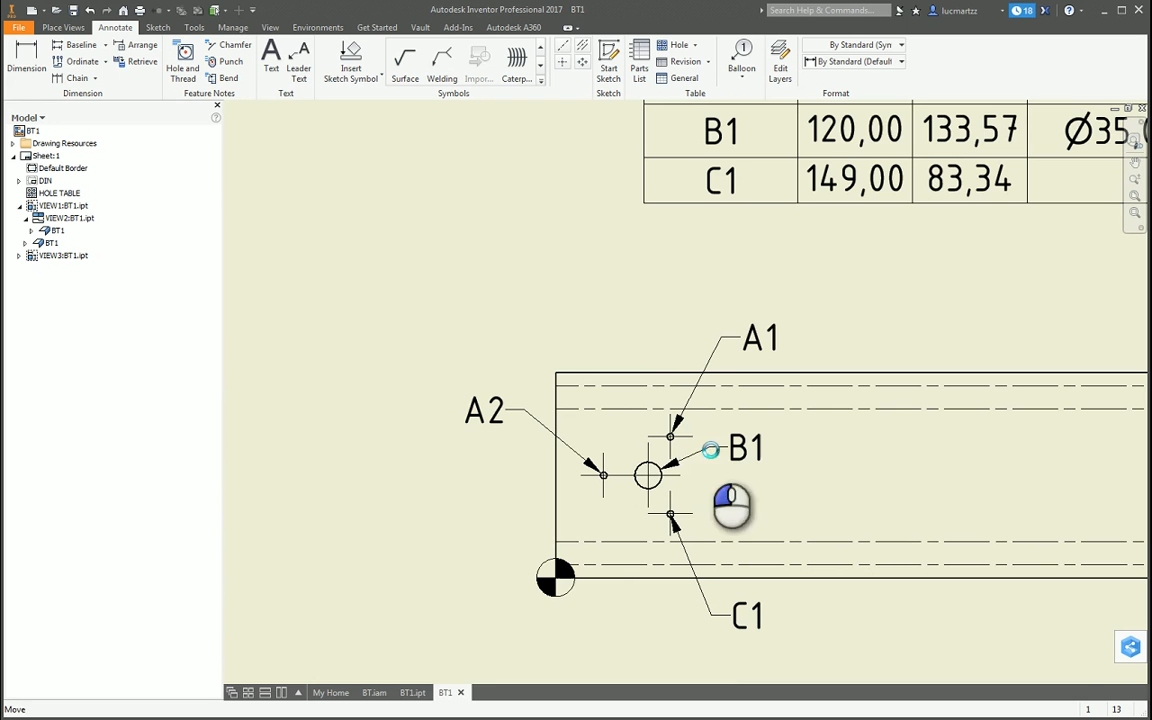 Autodesk Inventor Professional 2017 BT1
Search Help & Commands...
lucmartzz
18
File Place Views Annotate Sketch Tools Manage View Environments Get Started Vault Add-Ins Autodesk A360
Dimension
Baseline
Ordinate
Chain
Arrange
Retrieve
Dimension
Hole and
Thread
Chamfer
Punch
Bend
Feature Notes
Text
Leader
Text
Text
Insert
Sketch Symbol
Surface
Welding
Impor...
Caterp...
Symbols
Start
Sketch
Sketch
Parts
List
Hole
Revision
General
Table
Balloon
Edit
Layers
By Standard (Syn
By Standard (Defaul
Format
Model
BT1
Drawing Resources
Sheet:1
Default Border
DIN
HOLE TABLE
VIEW1:BT1.ipt
VIEW2:BT1.ipt
BT1
BT1
VIEW3:BT1.ipt
B1 120,00 133,57 Ø35
C1 149,00 83,34
A1
A2
B1
C1
My Home BT.iam BT1.ipt BT1
Move
1 13